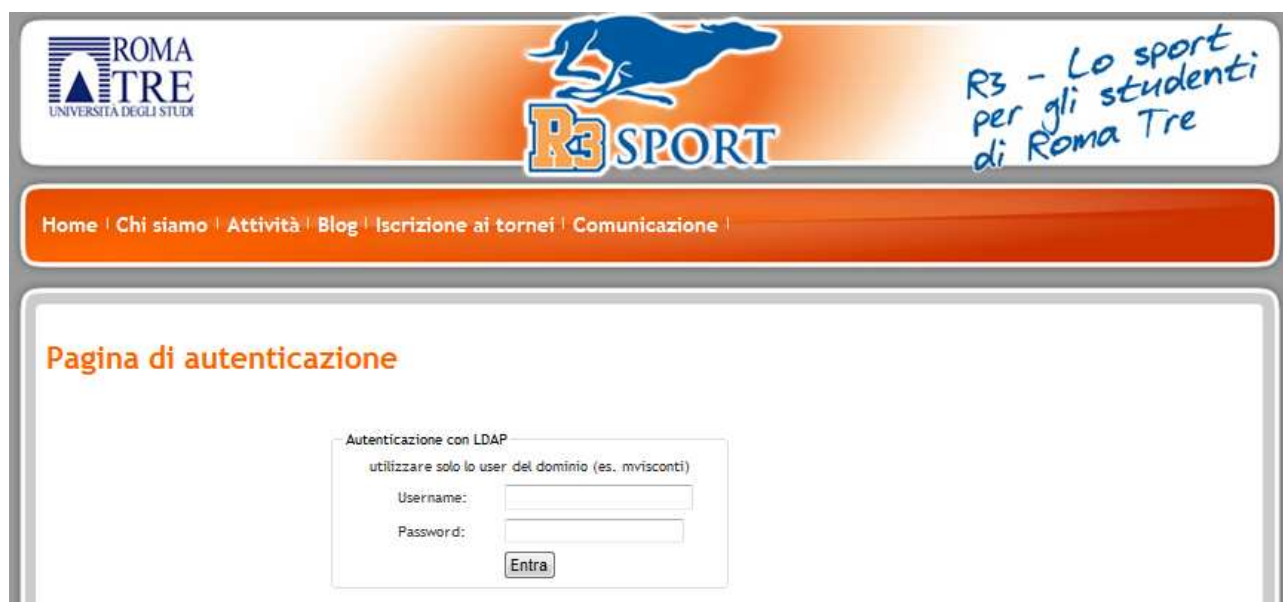 ROMA
TRE
UNIVERSITÀ DEGLI STUDI
R3 SPORT
R3 - Lo sport
per gli studenti
di Roma Tre
Home | Chi siamo | Attività | Blog | Iscrizione ai tornei | Comunicazione |
Pagina di autenticazione
Autenticazione con LDAP
utilizzare solo lo user del dominio (es. mvisconti)
Username:
Password:
Entra